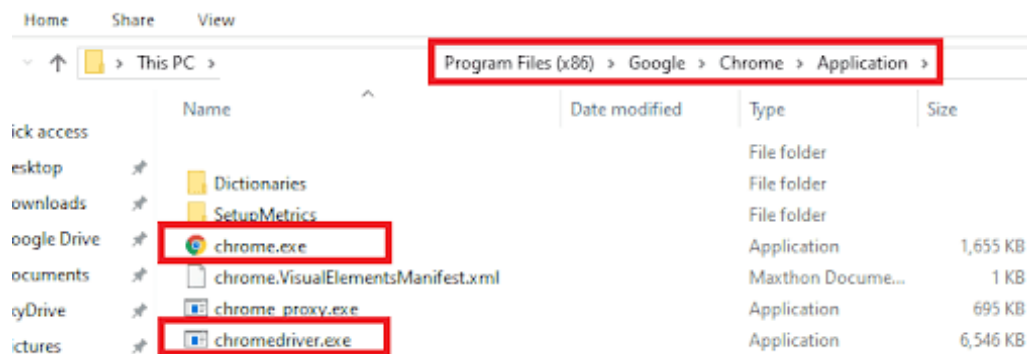 Home Share View
This PC > Program Files (x86) > Google > Chrome > Application >
Name Date modified Type Size
ick access
File folder
esktop
Dictionaries File folder
ownloads
SetupMetrics File folder
oogle Drive
chrome.exe Application 1,655 KB
ocuments
chrome.VisualElementsManifest.xml Maxthon Docume... 1 KB
xyDrive
chrome_proxy.exe Application 695 KB
ictures
chromedriver.exe Application 6,546 KB